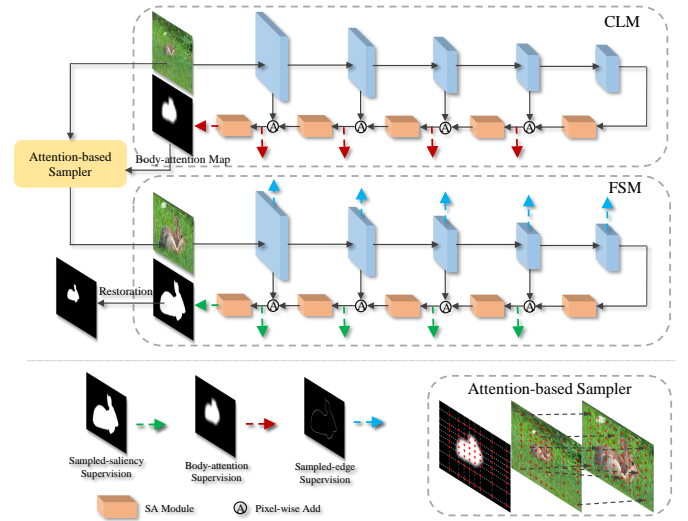 CLM
A
A
A
A
Attention-based
Sampler
Body-attention Map
FSM
Restoration
A
A
A
A
Attention-based Sampler
Sampled-saliency
Supervision
Body-attention
Supervision
Sampled-edge
Supervision
SA Module
A
Pixel-wise Add